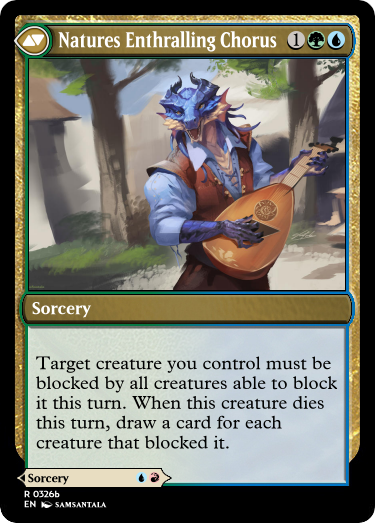 Natures Enthralling Chorus 1
Sorcery
Target creature you control must be
blocked by all creatures able to block
it this turn. When this creature dies
this turn, draw a card for each
creature that blocked it.
Sorcery
R 0326b
EN SAMSANTALA